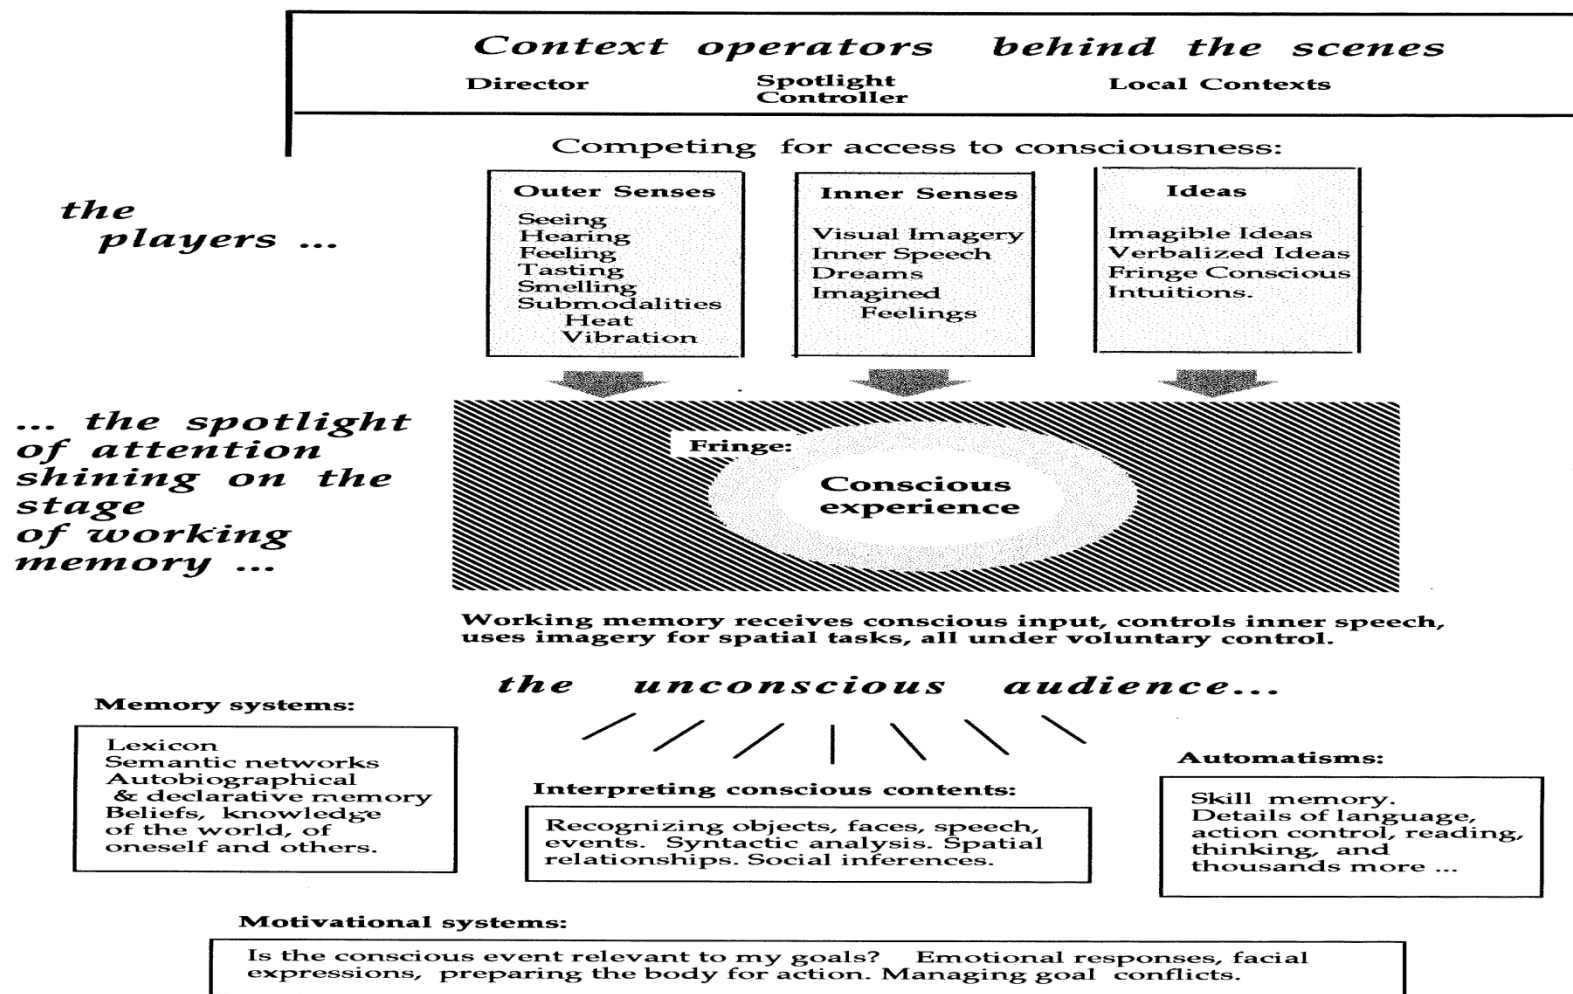 Context operators behind the scenes
Director
Spotlight
Controller
Local Contexts
Competing for access to consciousness:
the
players ...
Outer Senses
Seeing
Hearing
Feeling
Tasting
Smelling
Submodalities
Heat
Vibration
Inner Senses
Visual Imagery
Inner Speech
Dreams
Imagined
Feelings
Ideas
Imagible Ideas
Verbalized Ideas
Fringe Conscious
Intuitions.
... the spotlight
of attention
shining on the
stage
of working
memory ...
Fringe:
Conscious
experience
Working memory receives conscious input, controls inner speech,
uses imagery for spatial tasks, all under voluntary control.
the unconscious audience...
Memory systems:
Lexicon
Semantic networks
Autobiographical
& declarative memory
Beliefs, knowledge
of the world, of
oneself and others.
Interpreting conscious contents:
Recognizing objects, faces, speech,
events. Syntactic analysis. Spatial
relationships. Social inferences.
Automatisms:
Skill memory.
Details of language,
action control, reading,
thinking, and
thousands more ...
Motivational systems:
Is the conscious event relevant to my goals? Emotional responses, facial
expressions, preparing the body for action. Managing goal conflicts.